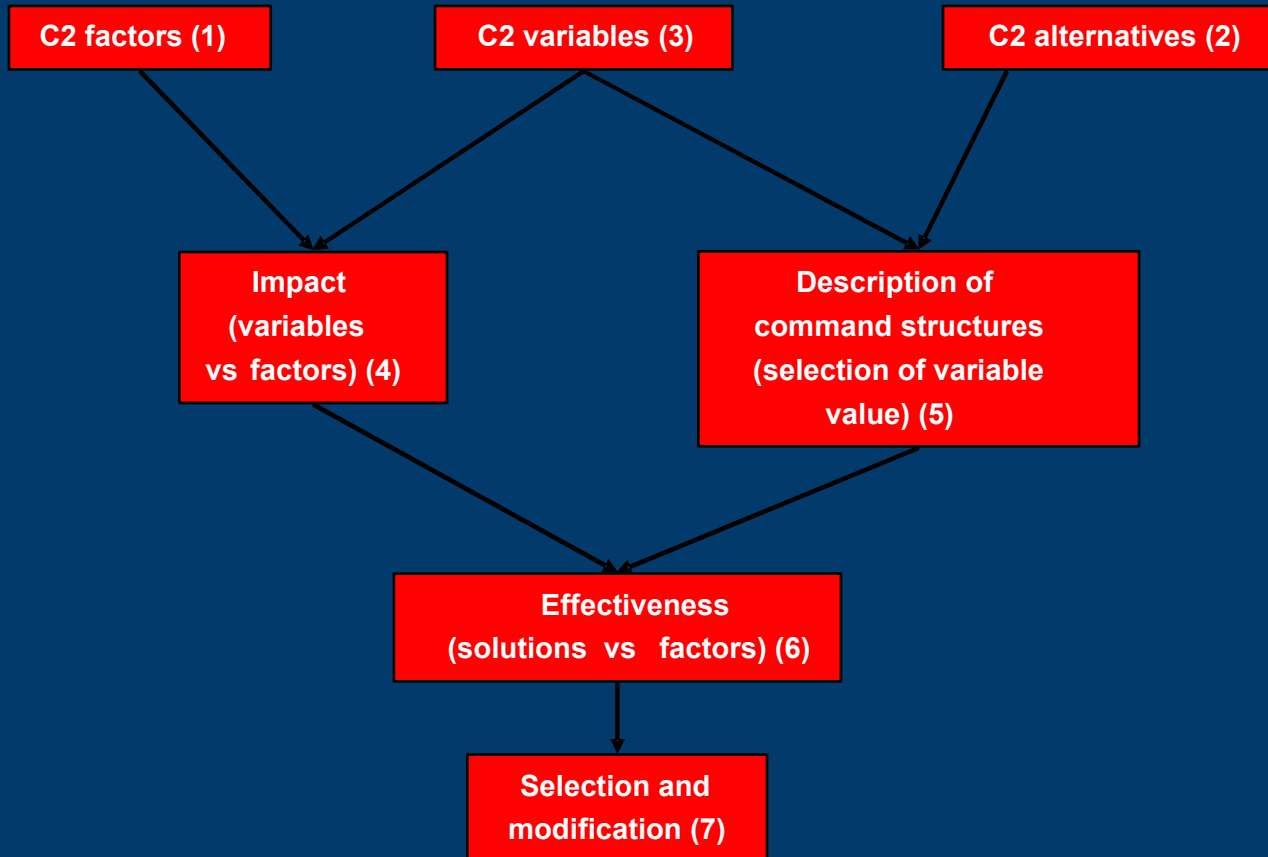 C2 factors (1)
C2 variables (3)
C2 alternatives (2)
Impact
(variables
vs factors) (4)
Description of
command structures
(selection of variable
value) (5)
Effectiveness
(solutions vs factors) (6)
Selection and
modification (7)